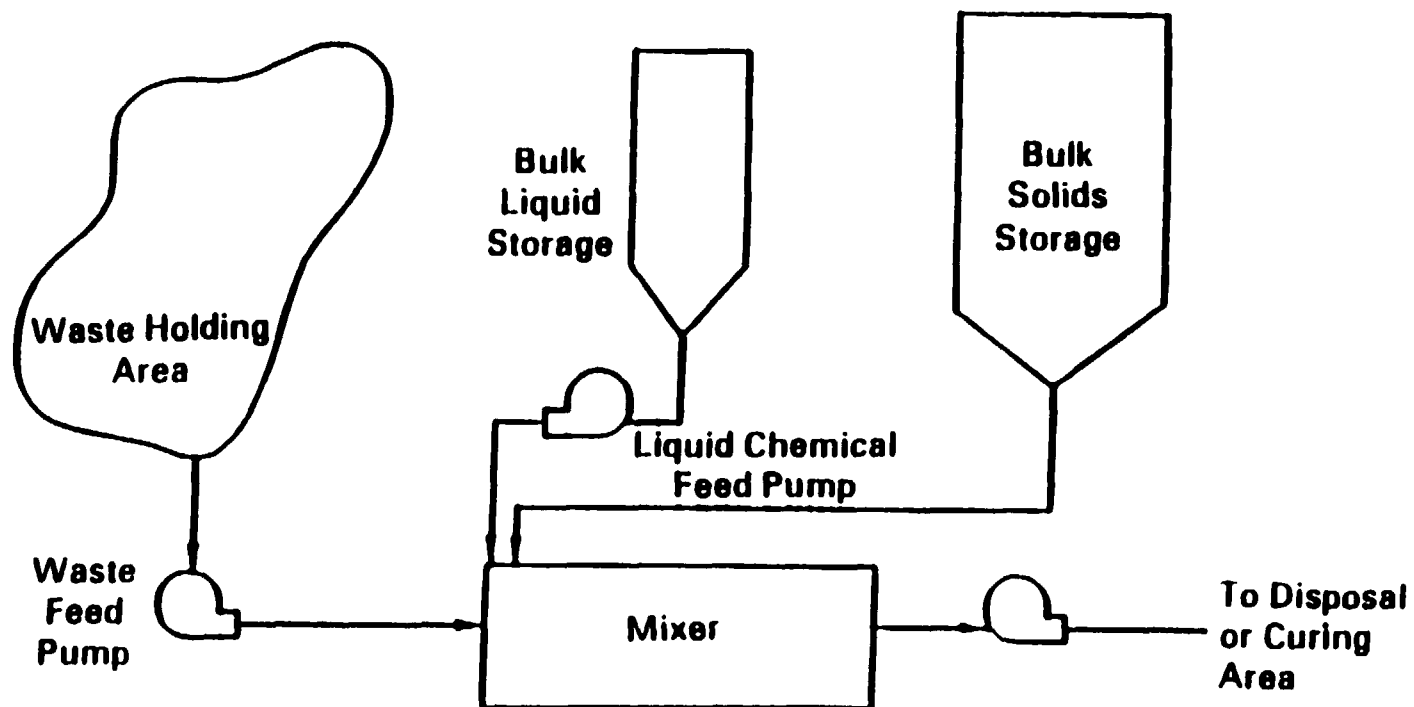 Bulk
Liquid
Storage
Bulk
Solids
Storage
Waste Holding
Area
Liquid Chemical
Feed Pump
Waste
Feed
Pump
Mixer
To Disposal
or Curing
Area